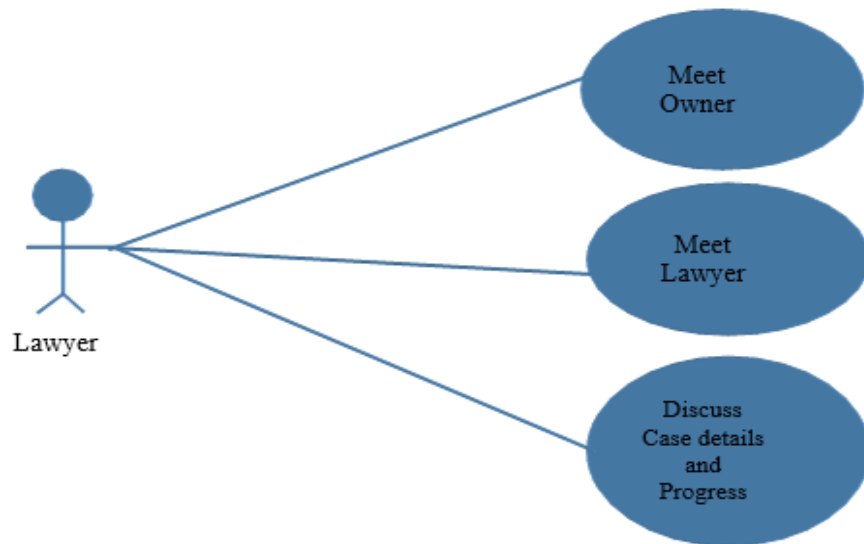 Meet
Owner
Meet
Lawyer
Lawyer
Discuss
Case details
and
Progress